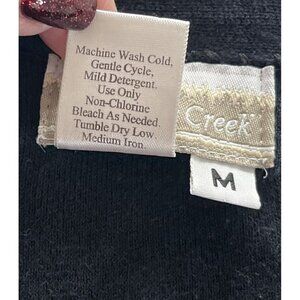 Machine Wash Cold,
Gentle Cycle,
Mild Detergent.
Use Only
Non-Chlorine
Bleach As Needed.
Tumble Dry Low
Medium Iron.
Creek
M